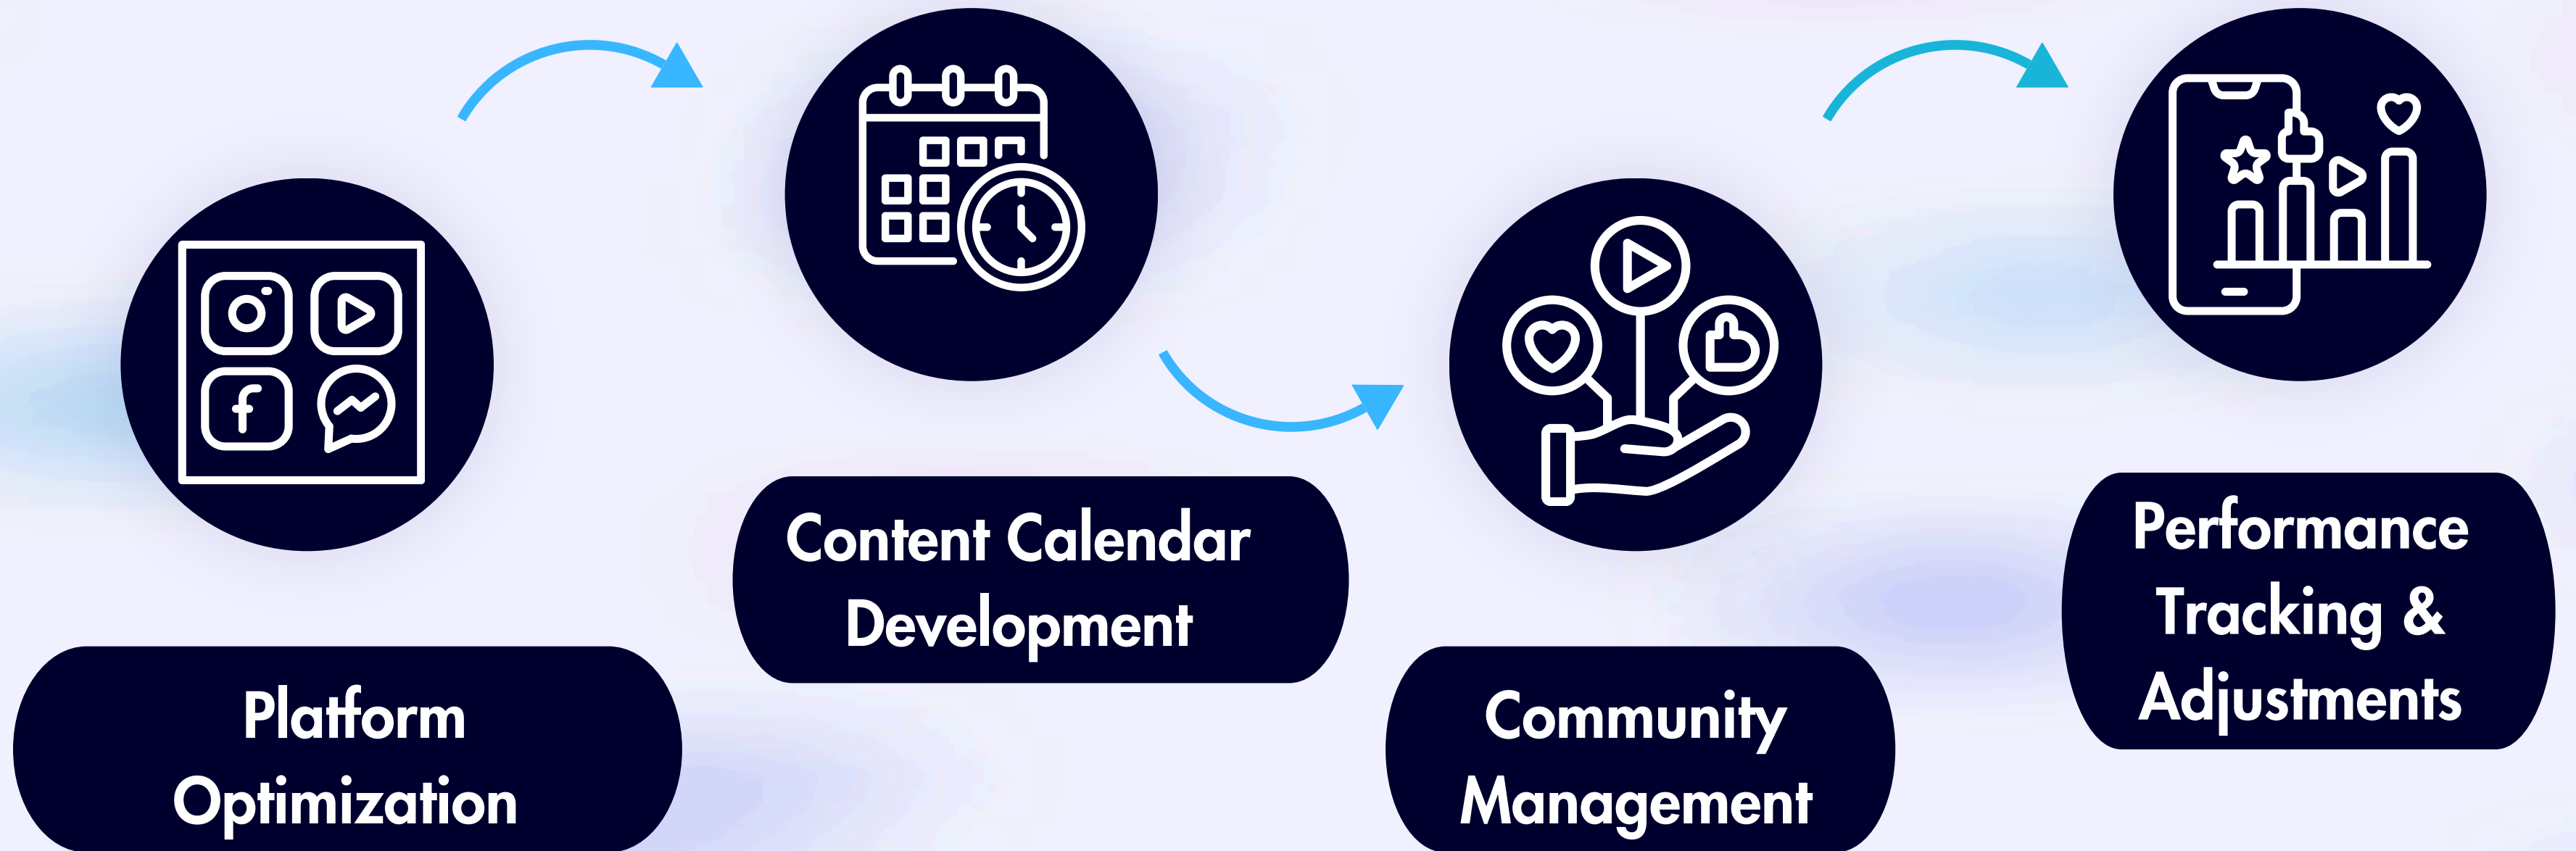 Platform
Optimization
Content Calendar
Development
Community
Management
Performance
Tracking &
Adjustments